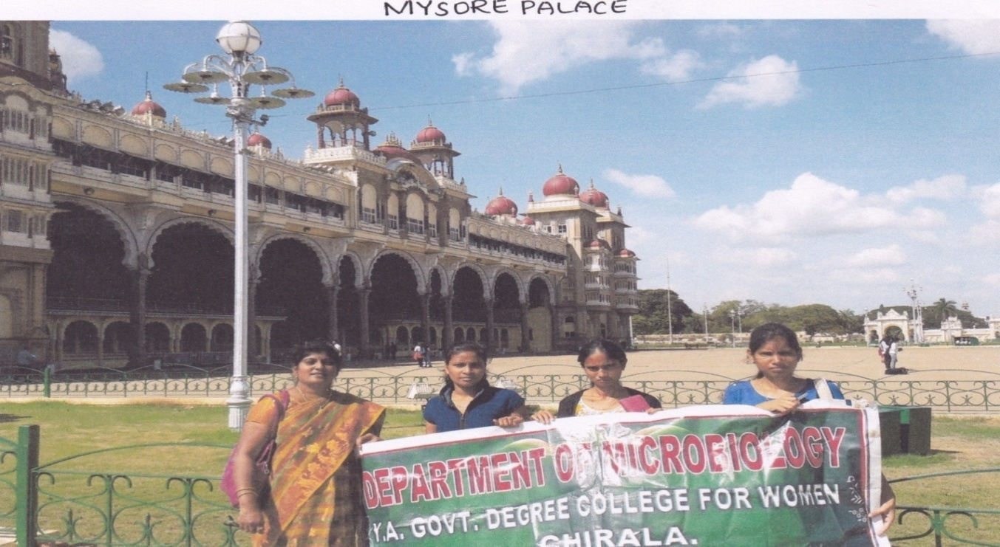 MYSORE PALACE
DEPARTMENT OF MICROBIOLOGY
Y.A. GOVT. DEGREE COLLEGE FOR WOMEN
CHIRALA.